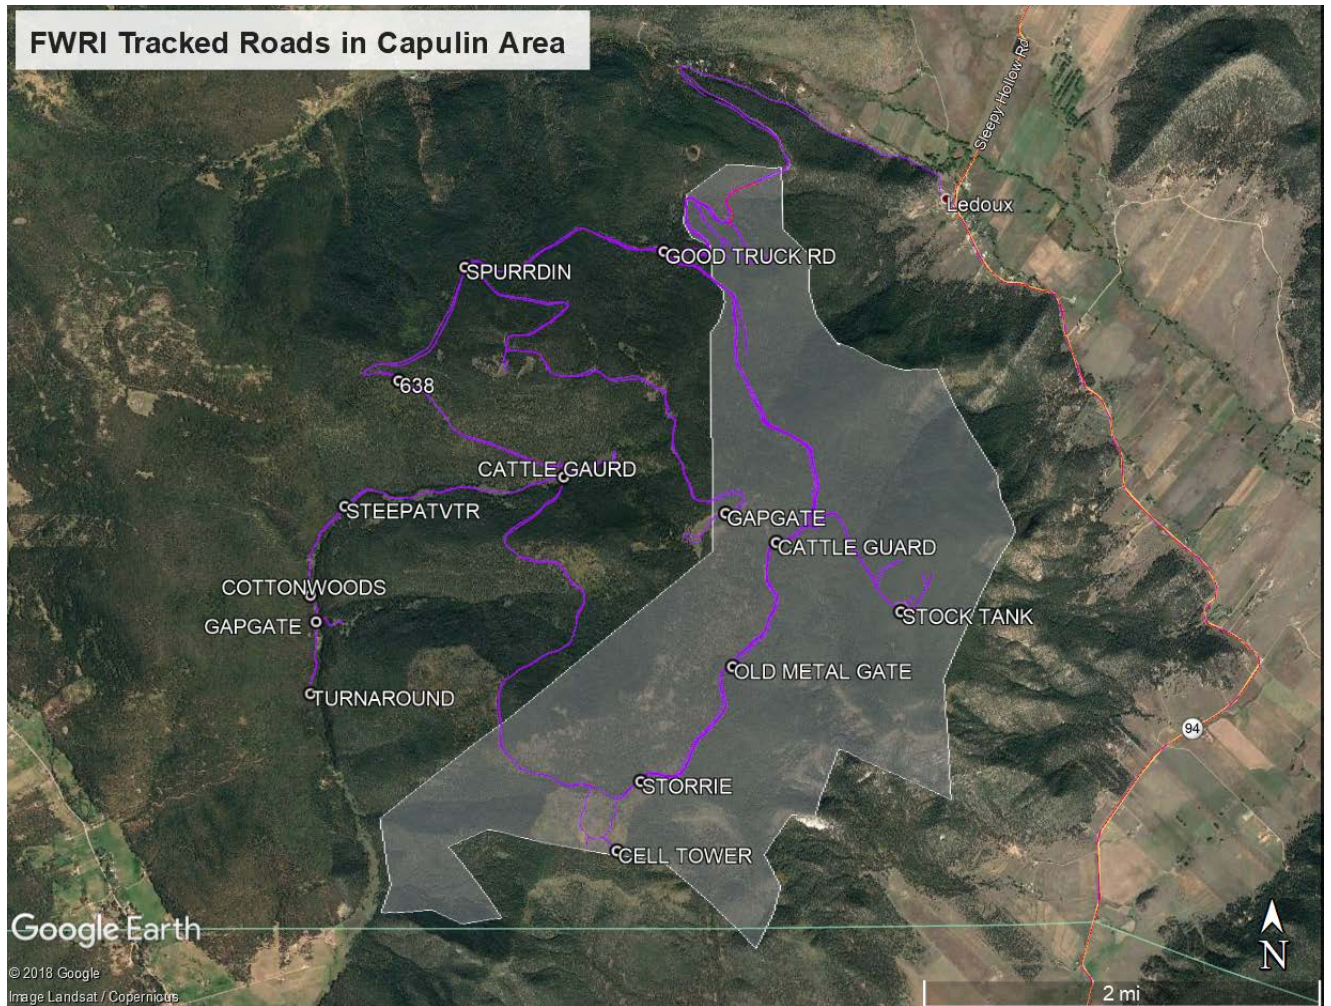 FWRI Tracked Roads in Capulin Area
Sleepy Hollow Rd
Ledoux
GOOD TRUCK RD
SPURRDIN
638
CATTLE GAURD
STEEPATVTR
GAPGATE
CATTLE GUARD
COTTONWOODS
STOCK TANK
GAPGATE
OLD METAL GATE
TURNAROUND
94
STORRIE
CELL TOWER
Google Earth
N
© 2018 Google
Image Landsat / Copernicus
2 mi